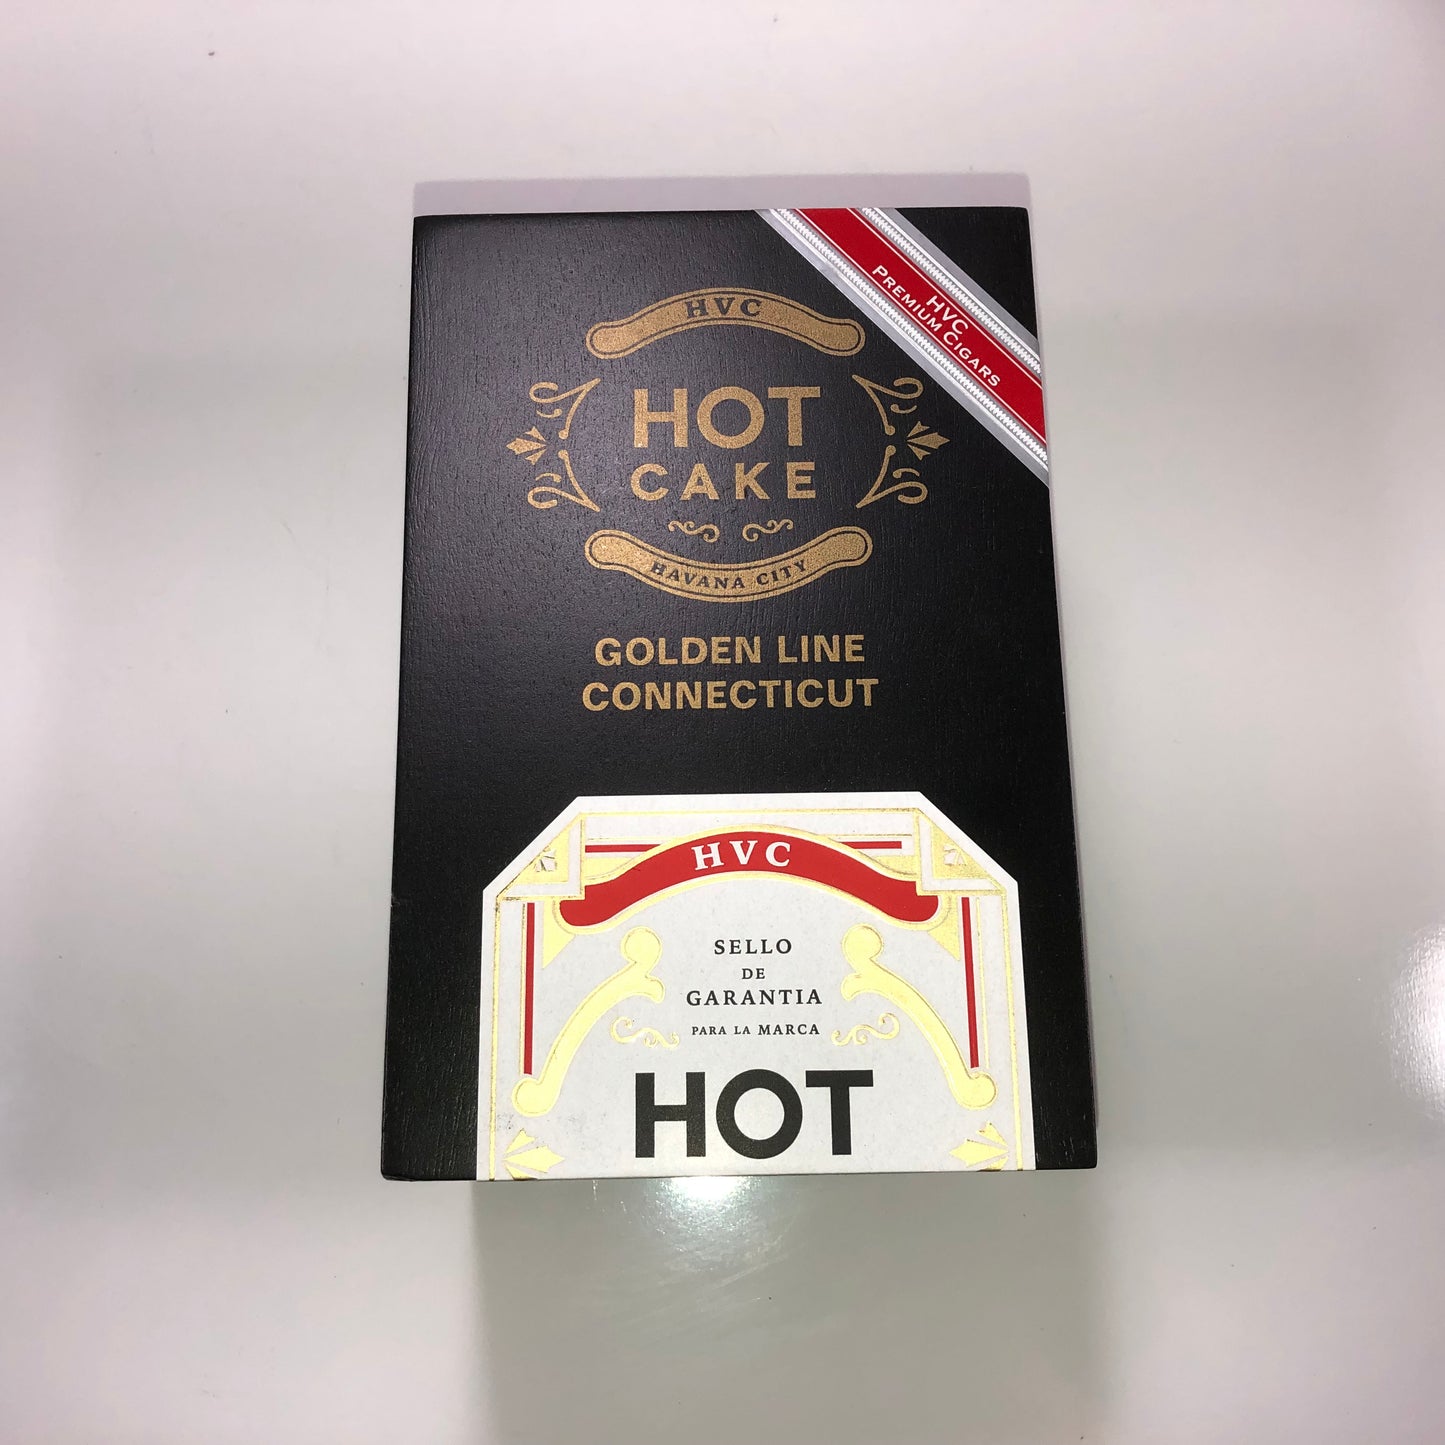 HVC
HOT
CAKE
HAVANA CITY
GOLDEN LINE
CONNECTICUT
HVC
PREMIUM CIGARS
HVC
SELLO
DE
GARANTIA
PARA LA MARCA
HOT